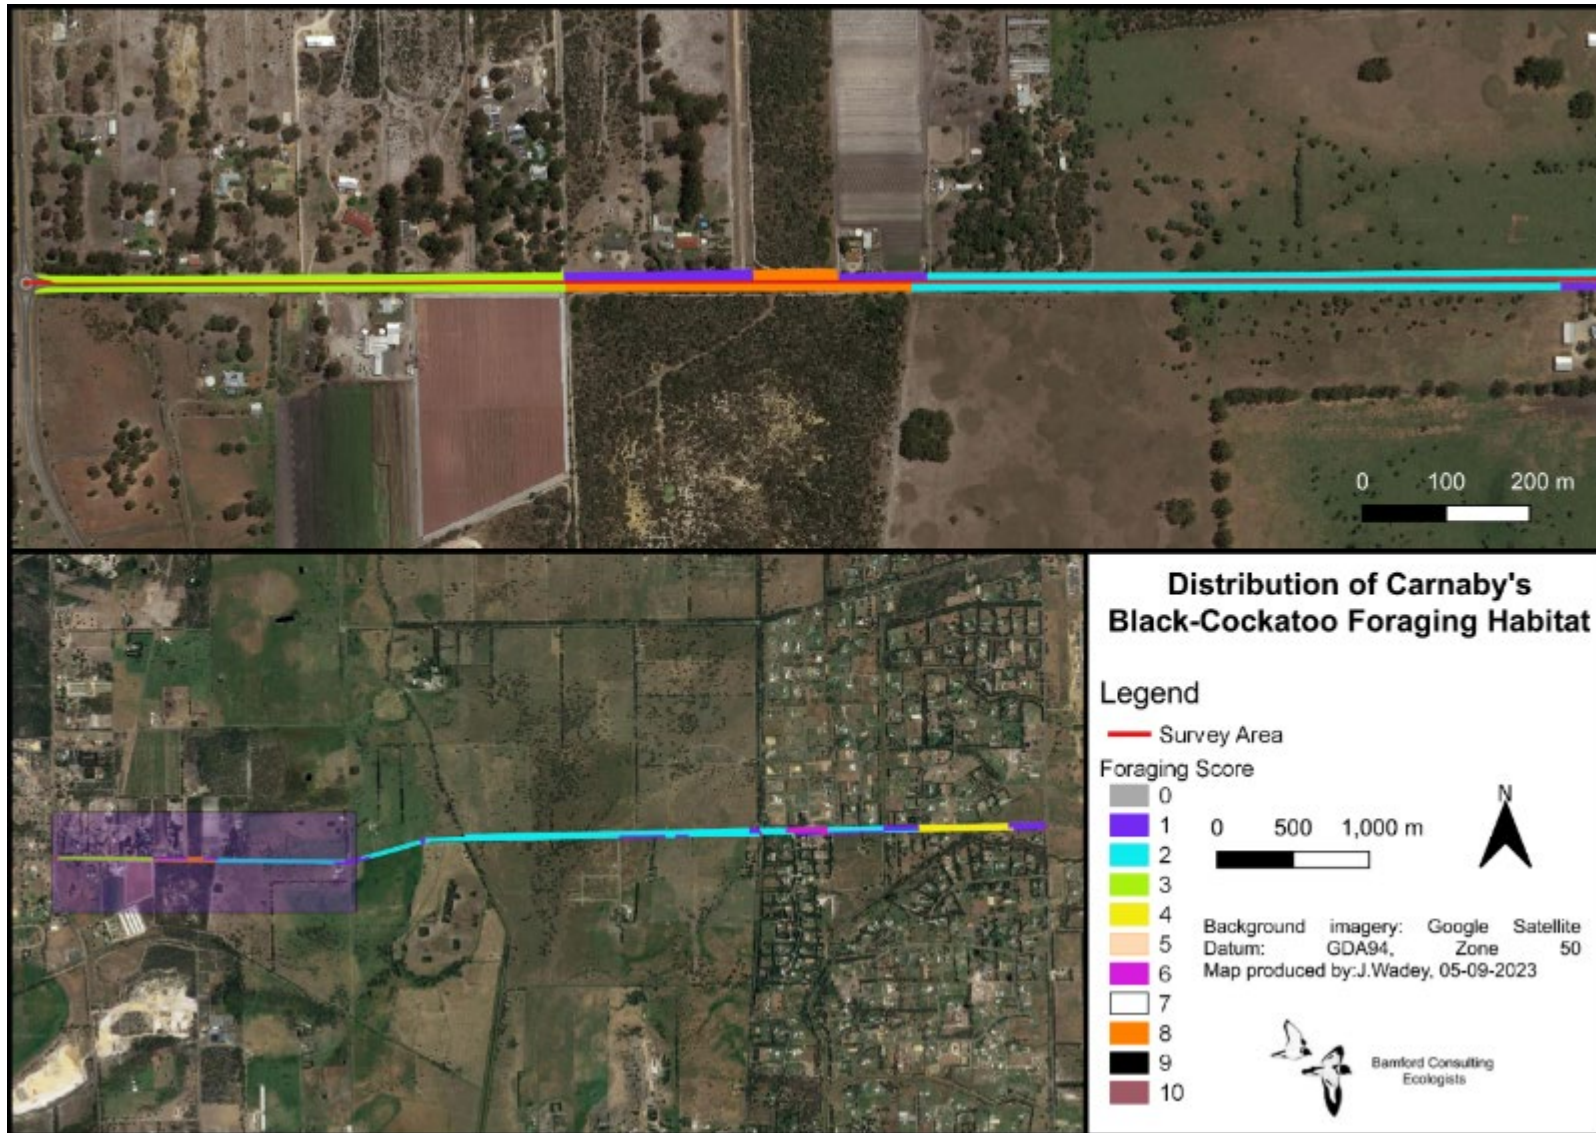 0 100 200 m
Distribution of Carnaby's
Black-Cockatoo Foraging Habitat
Legend
Survey Area
Foraging Score
0
1
2
3
4
5
6
7
8
9
10
0 500 1,000 m
N
Background imagery: Google Satellite
Datum: GDA94, Zone 50
Map produced by:J.Wadey, 05-09-2023
Bamford Consulting
Ecologists